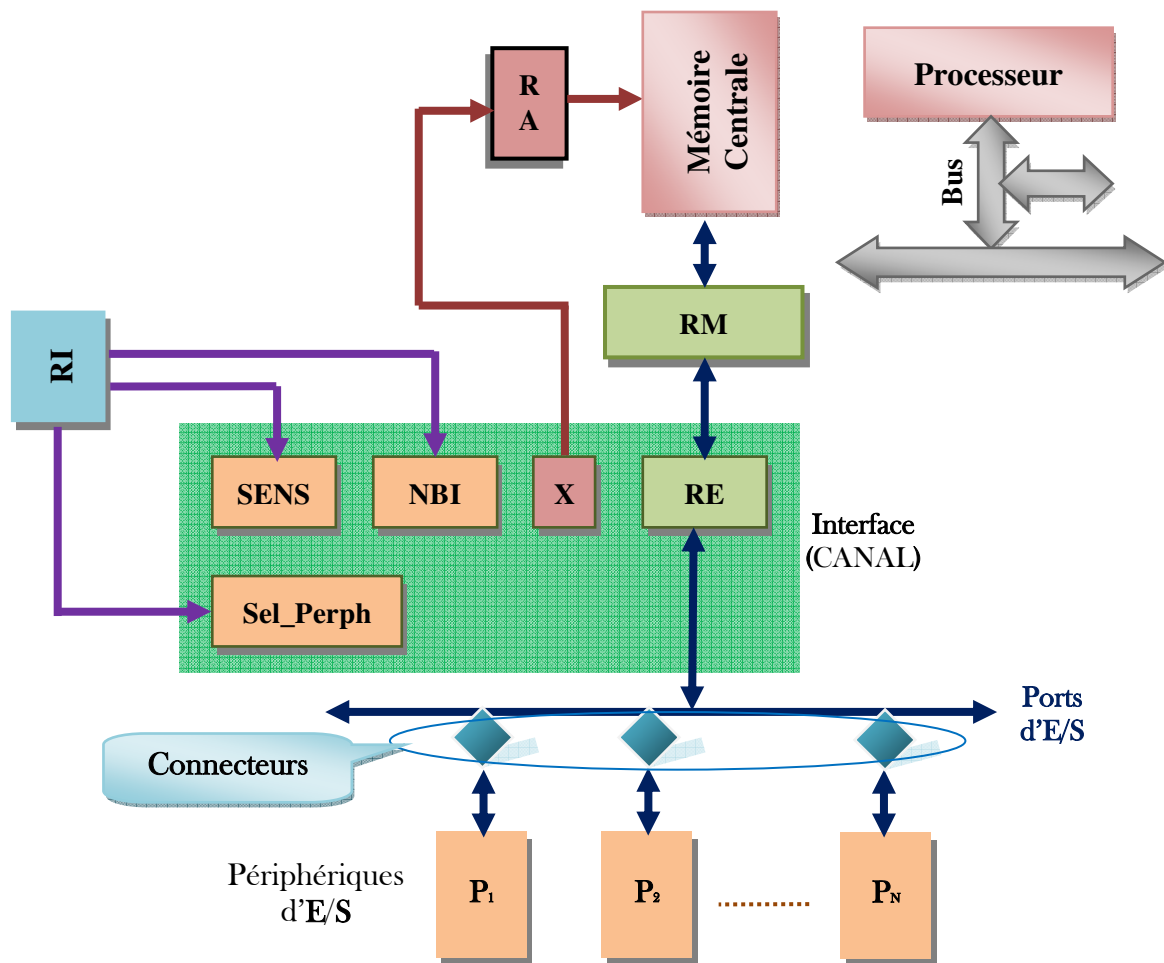 R
A
Mémoire
Centrale
Processeur
Bus
RI
RM
SENS
NBI
X
RE
Interface
(CANAL)
Sel_Perph
Ports
d'E/S
Connecteurs
Périphériques
d'E/S
P1
P2
..............
PN